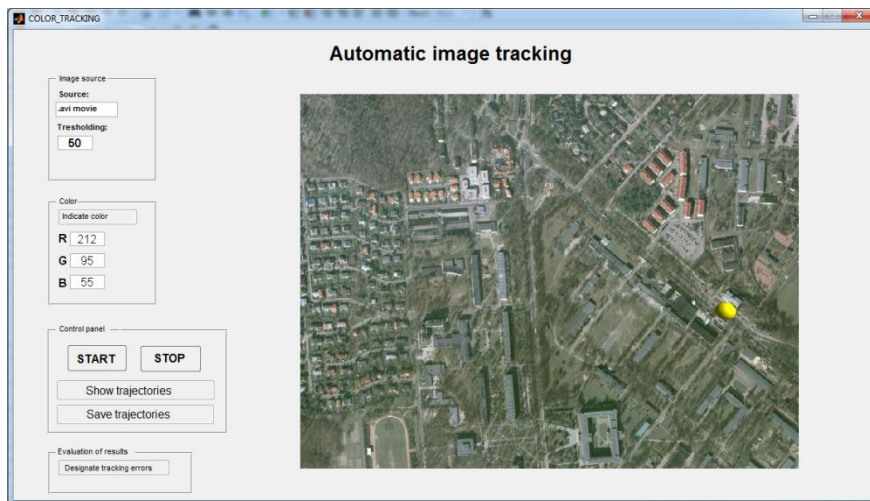 COLOR_TRACKING
Automatic image tracking
Image source
Source:
.avi movie
Tresholding:
50
Color
Indicate color
R 212
G 95
B 55
Control panel
START STOP
Show trajectories
Save trajectories
Evaluation of results
Designate tracking errors